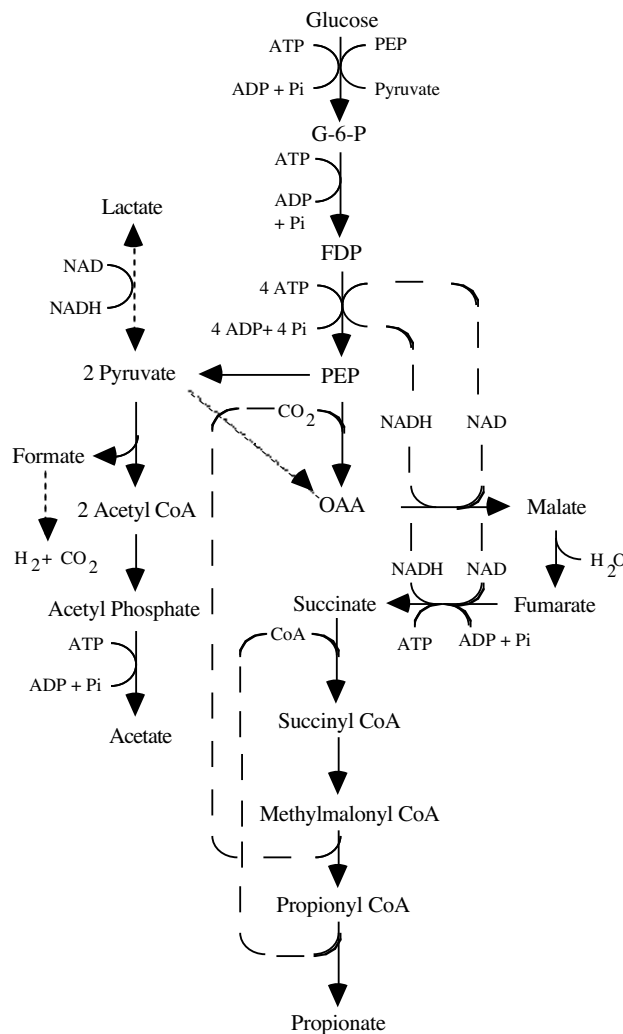 Glucose
ATP
PEP
ADP + Pi
Pyruvate
G-6-P
ATP
ADP
+ Pi
Lactate
FDP
NAD
NADH
4 ATP
4 ADP+ 4 Pi
2 Pyruvate
PEP
CO2
NADH
NAD
Formate
2 Acetyl CoA
OAA
Malate
H2+ CO2
H2O
NADH
NAD
Acetyl Phosphate
Succinate
Fumarate
ATP
CoA
ATP
ADP + Pi
ADP + Pi
Acetate
Succinyl CoA
Methylmalonyl CoA
Propionyl CoA
Propionate